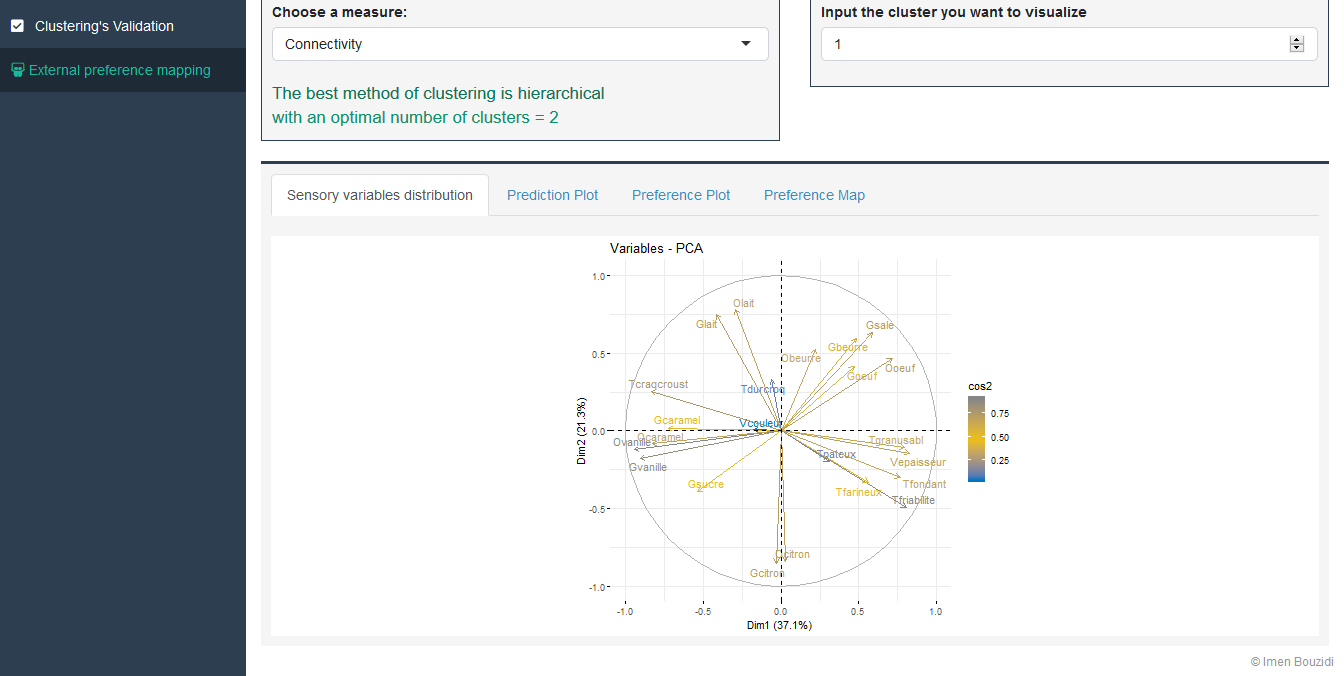 Clustering's Validation
External preference mapping
Choose a measure:
Connectivity
The best method of clustering is hierarchical
with an optimal number of clusters = 2
Input the cluster you want to visualize
1
Sensory variables distribution
Prediction Plot
Preference Plot
Preference Map
Variables - PCA
1.0
0.5
0.0
-0.5
-1.0
Dim2 (21.3%)
Olait
Glait
Gsale
Gbeurre
Obeurre
Ooeuf
Goeuf
Tcraqcroust
Tdurcroq
Gcaramel
Vcouleur
Ocaramel
Ovanille
Tgranusabl
Tpateux
Vepaisseur
Gvanille
Gsucre
Tfondant
Tfarineux
Tfriabilite
Ocitron
Gcitron
-1.0 -0.5 0.0 0.5 1.0
Dim1 (37.1%)
cos2
0.75
0.50
0.25
© Imen Bouzidi